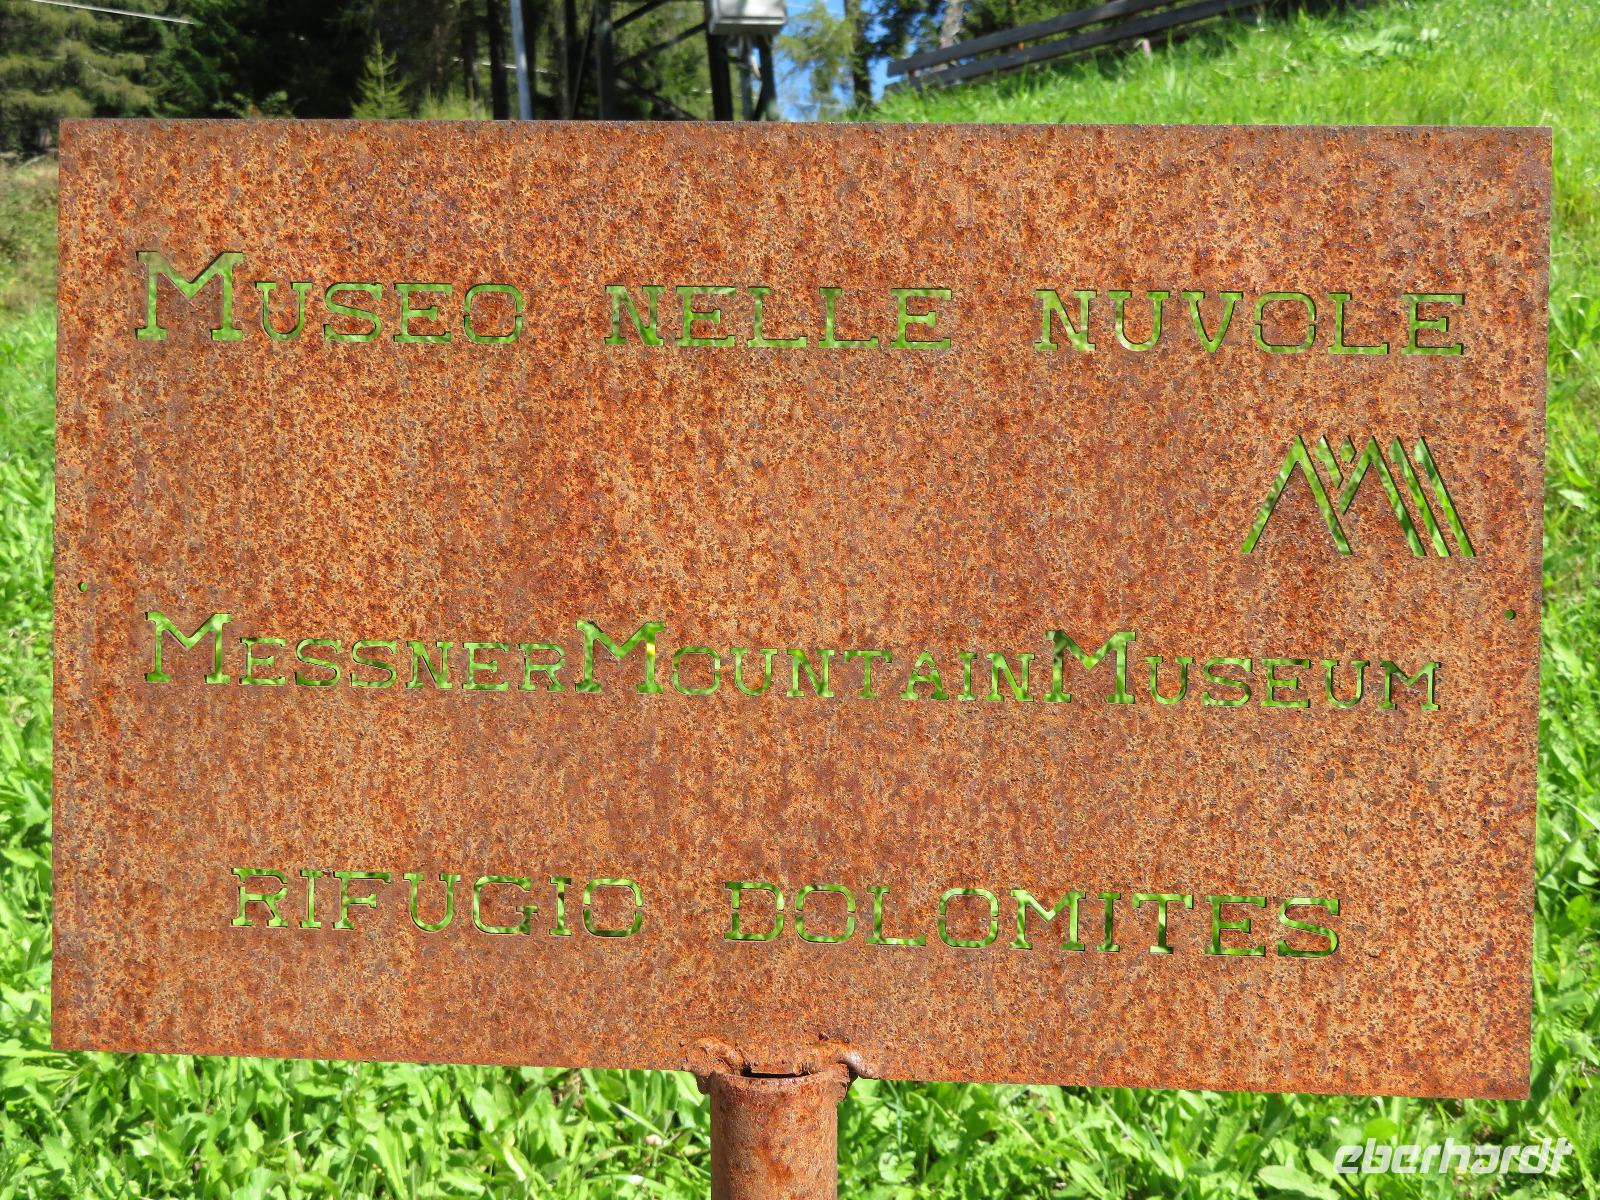 Museo nelle nuvole
MessnerMountainMuseum
RIFUGIO DOLOMITES
eberhardt